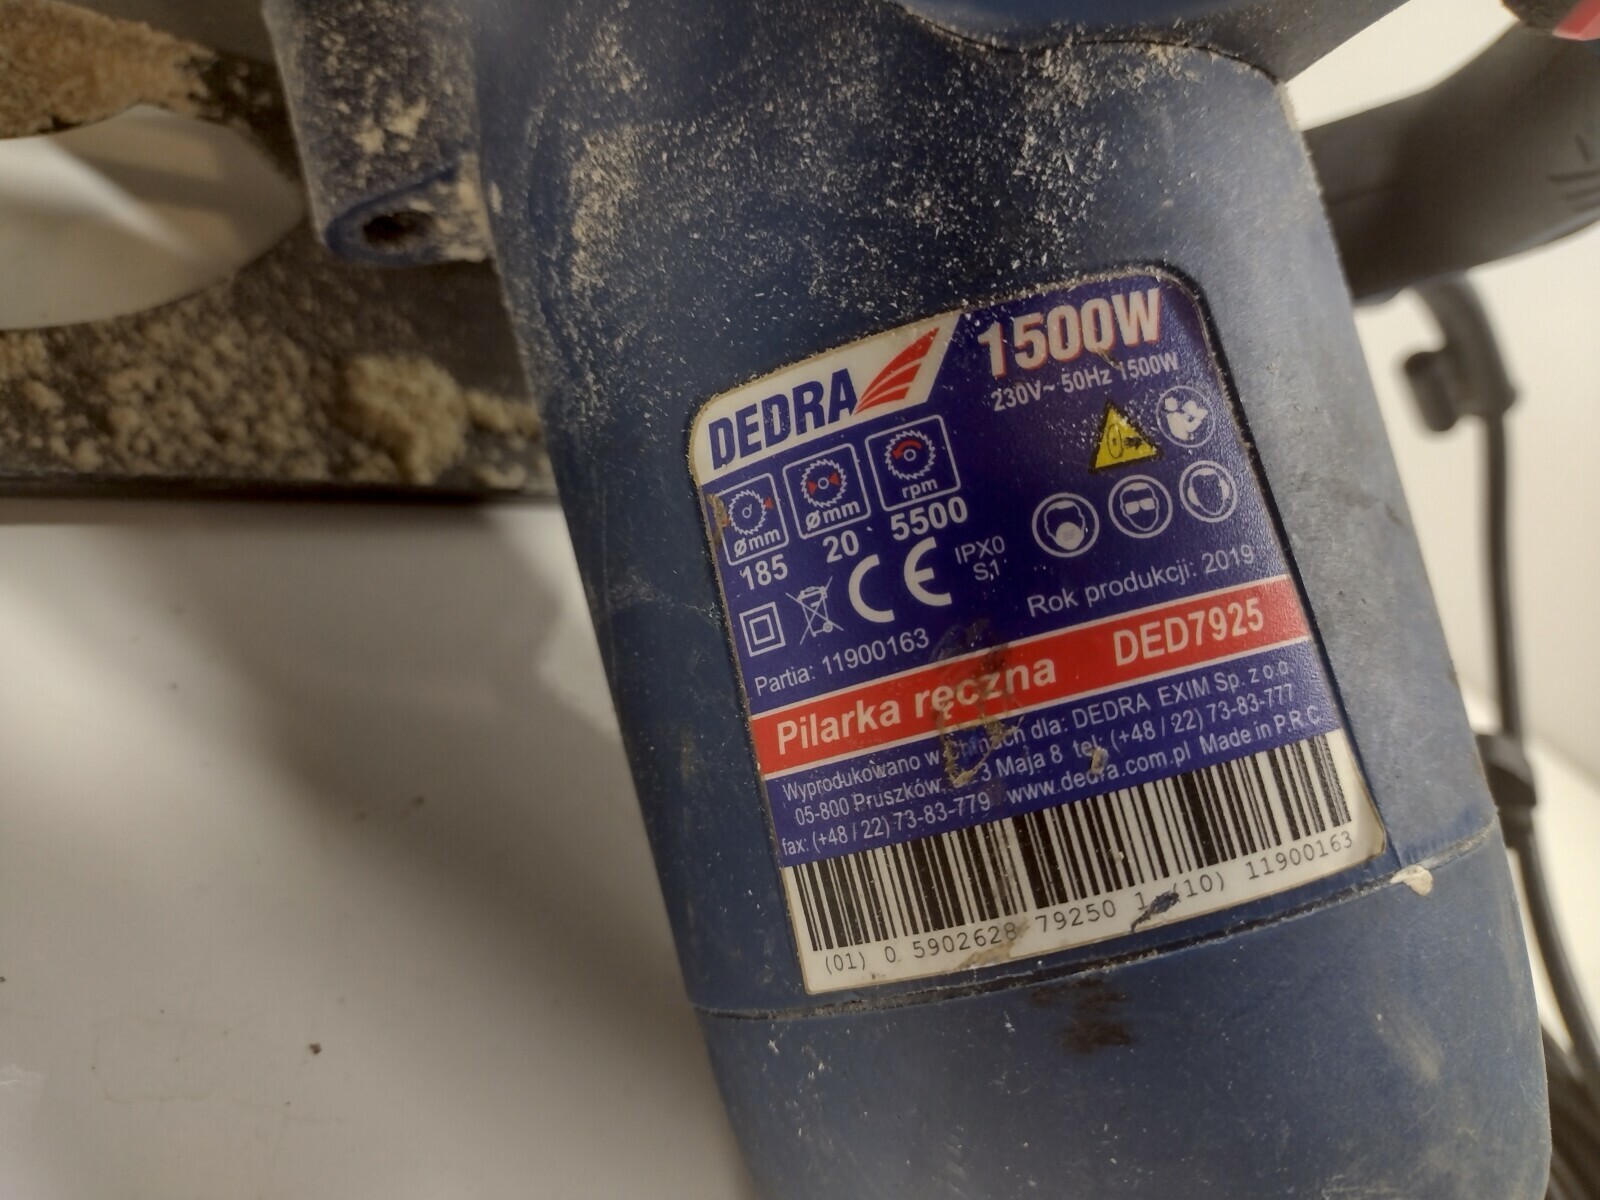 DEDRA
1500W
230V~ 50Hz 1500W
ømm
ømm
rpm
185
20
5500
CE
IPX0
S1
Rok produkcji: 2019
Partia: 11900163
Pilarka ręczna DED7925
Wyprodukowano w Chinach dla: DEDRA EXIM Sp. z o.o.
05-800 Pruszków, 3 Maja 8 tel: (+48 / 22) 73-83-777
fax: (+48 / 22) 73-83-779 www.dedra.com.pl Made in P.R.C
(01) 0 5902628 79250 1 (10) 11900163